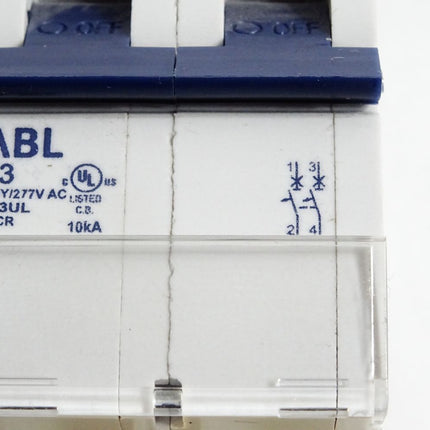 OFF OFF
ABL
3
Y/277V AC
3UL
CR
C UL US
LISTED
C.B.
10kA
1 3
2 4